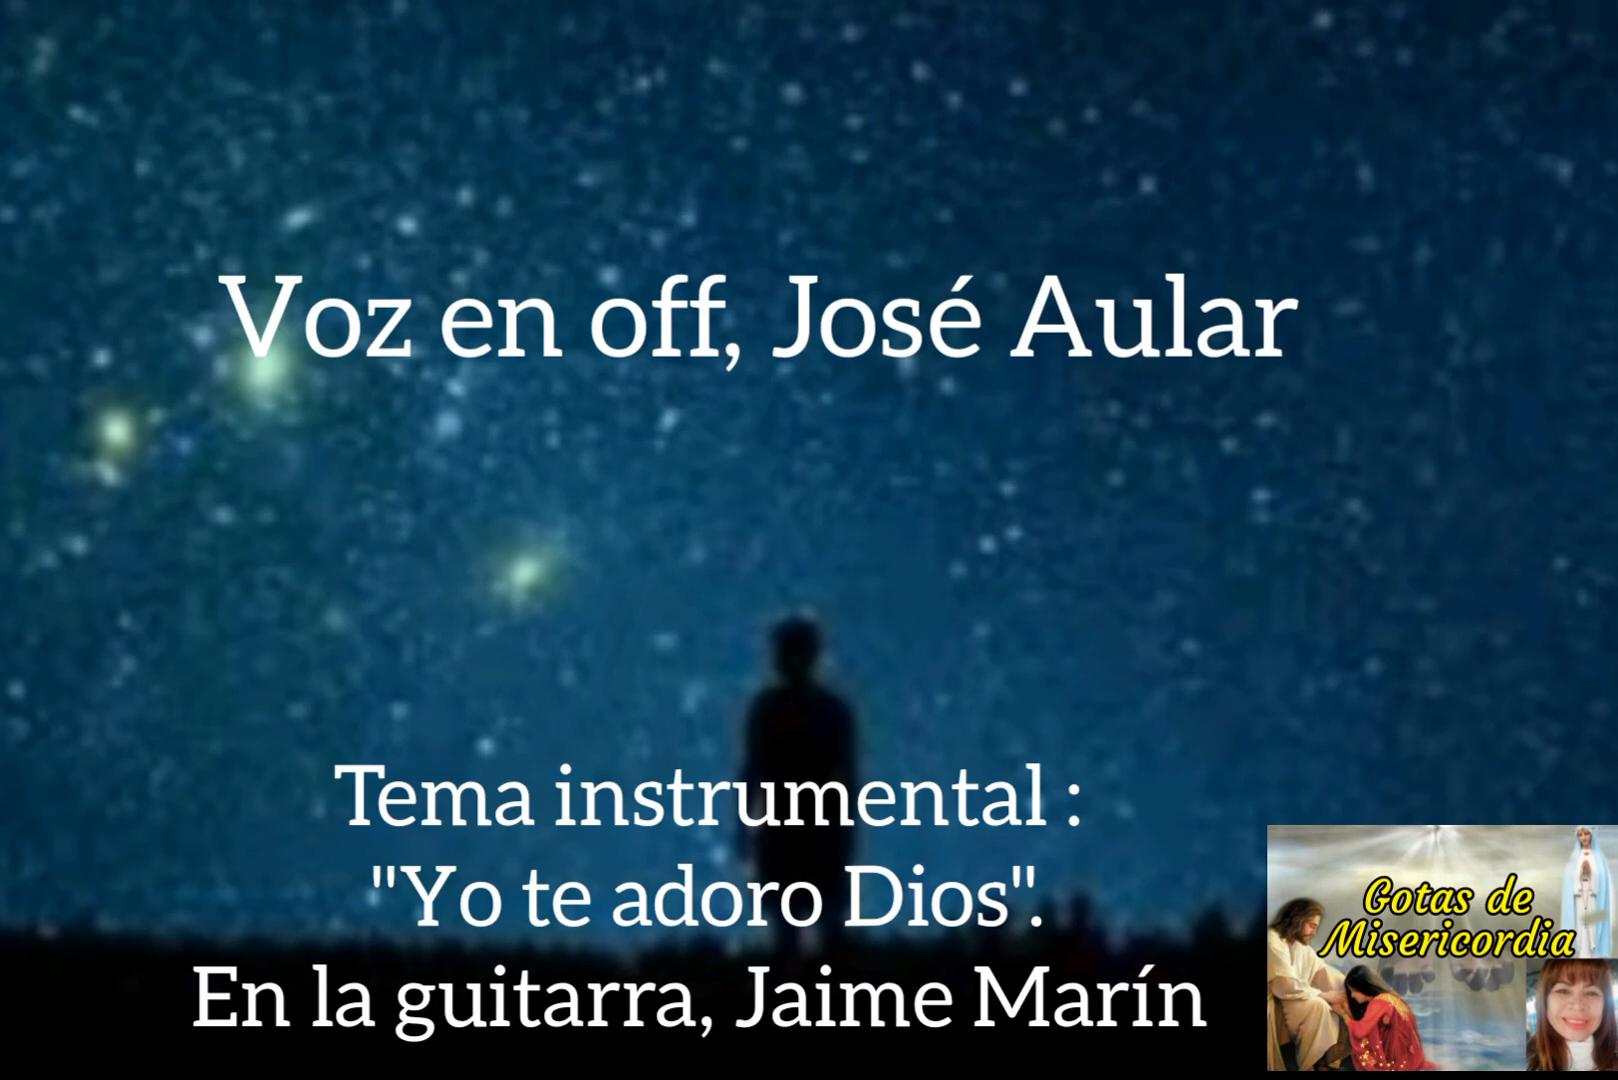 Voz en off, José Aular
Tema instrumental :
"Yo te adoro Dios".
En la guitarra, Jaime Marín
Gotas de
Misericordia